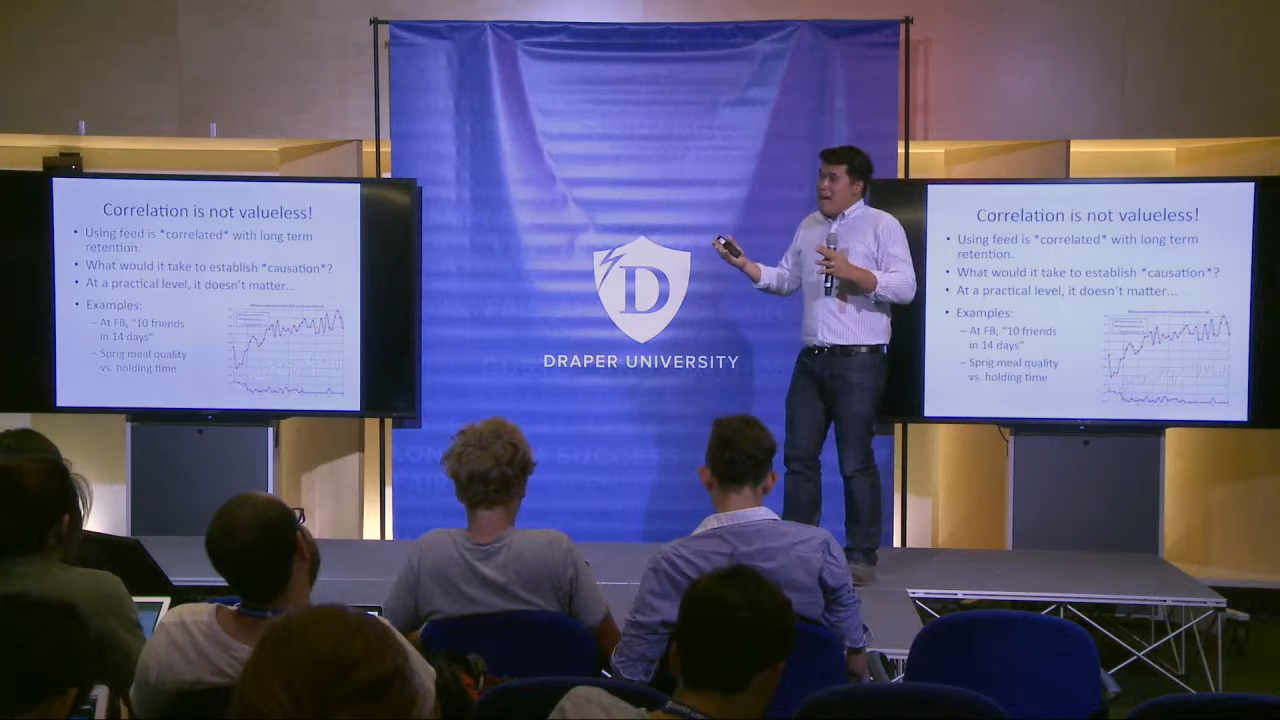 Correlation is not valueless!
• Using feed is *correlated* with long term
retention.
• What would it take to establish *causation*?
• At a practical level, it doesn't matter...
• Examples:
– At FB, "10 friends
in 14 days"
– Sprig meal quality
vs. holding time
D
DRAPER UNIVERSITY
SUCCESS
Correlation is not valueless!
• Using feed is *correlated* with long term
retention.
• What would it take to establish *causation*?
• At a practical level, it doesn't matter...
• Examples:
– At FB, "10 friends
in 14 days"
– Sprig meal quality
vs. holding time